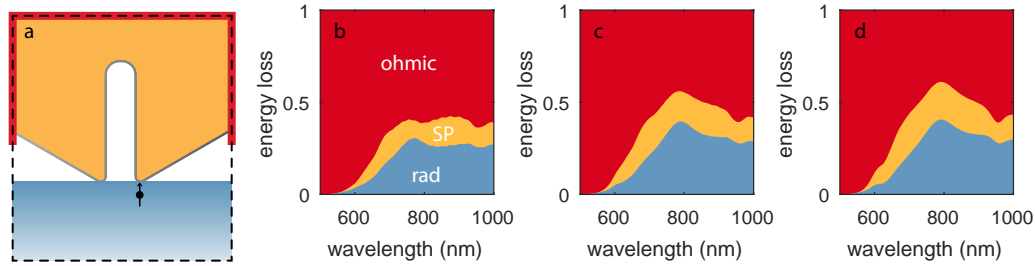 a
b
c
d
energy loss
1
0.5
0
ohmic
SP
rad
600
800
1000
wavelength (nm)
energy loss
1
0.5
0
600
800
1000
wavelength (nm)
energy loss
1
0.5
0
600
800
1000
wavelength (nm)